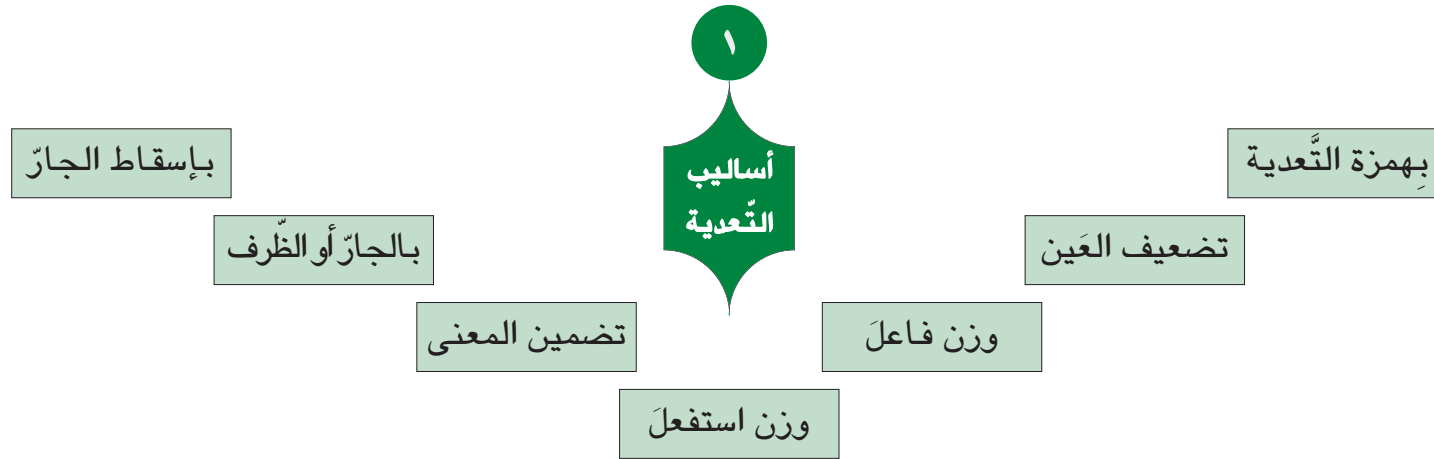 ١
أساليب
التّعدية
بِهمزة التَّعدية
تضعيف العَين
وزن فاعلَ
وزن استفعلَ
تضمين المعنى
بالجارّ أو الظّرف
بإسقاط الجارّ